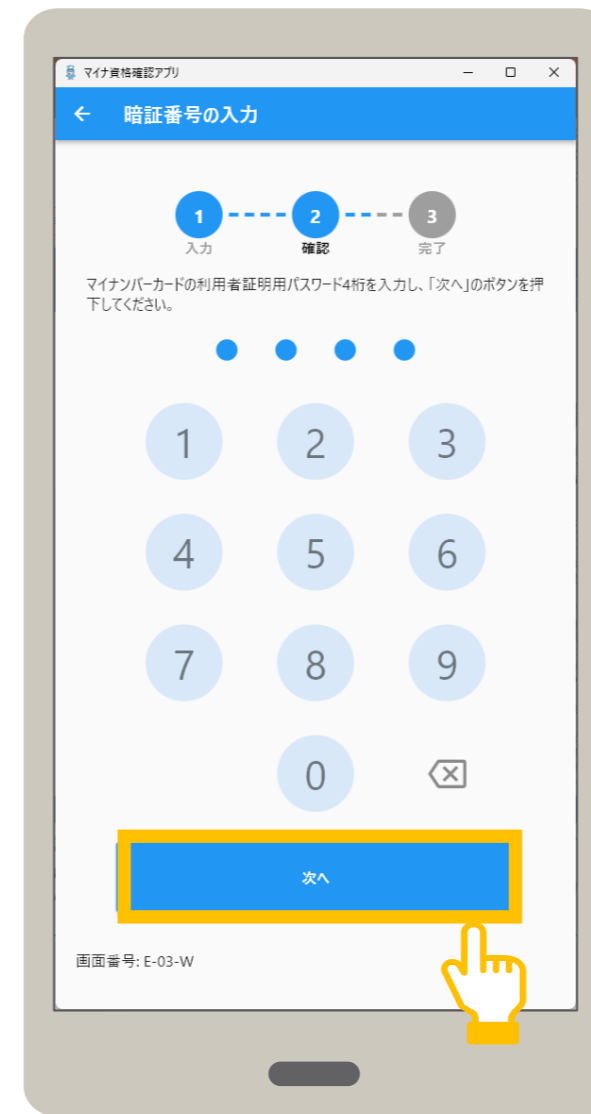 マイナ資格確認アプリ
暗証番号の入力
1 2 3
入力 確認 完了
マイナンバーカードの利用者証明用パスワード4桁を入力し、「次へ」のボタンを押
下してください。
1 2 3
4 5 6
7 8 9
0
次へ
画面番号: E-03-W